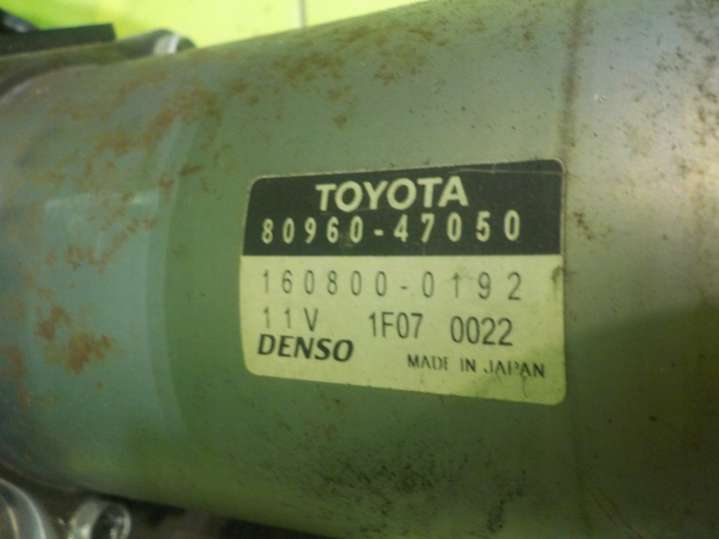 TOYOTA
80960-47050
160800-0192
11V 1F07 0022
DENSO MADE IN JAPAN